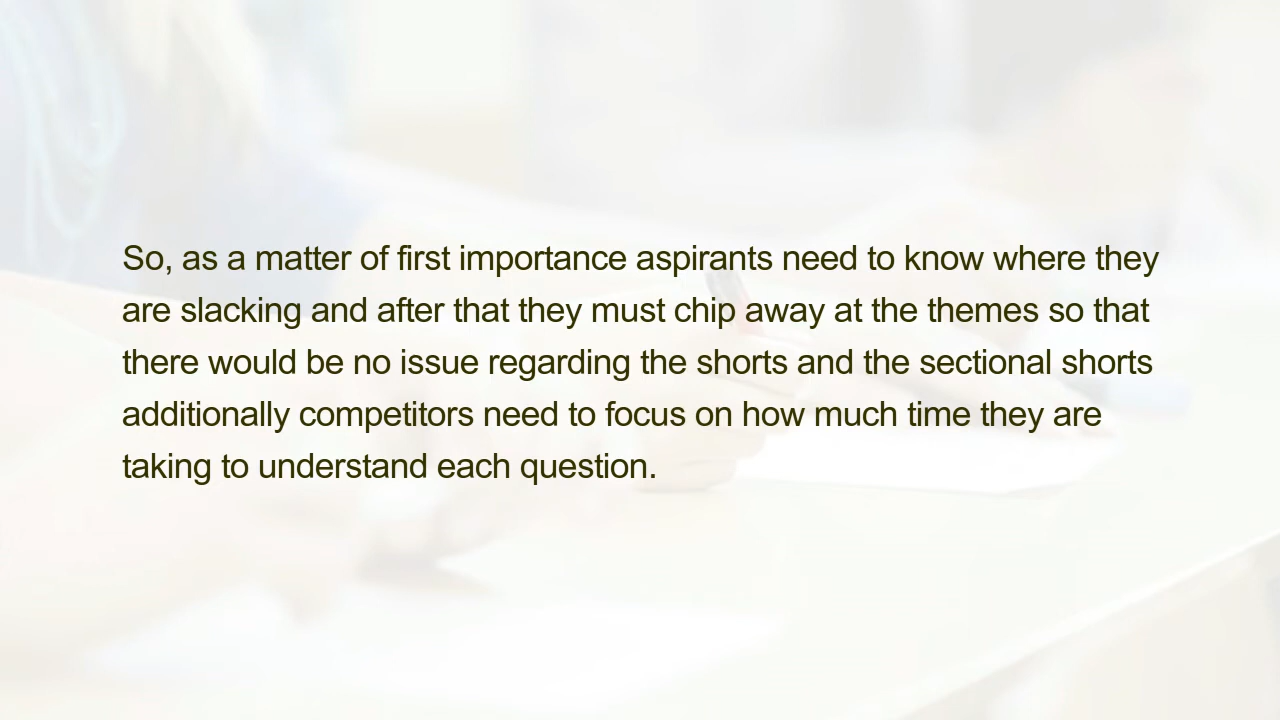 So, as a matter of first importance aspirants need to know where they
are slacking and after that they must chip away at the themes so that
there would be no issue regarding the shorts and the sectional shorts
additionally competitors need to focus on how much time they are
taking to understand each question.